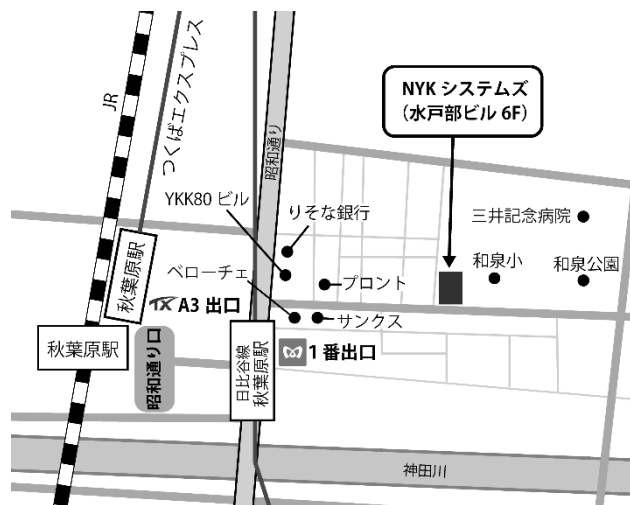 NYK システムズ
（水戸部ビル 6F）
JR
つくばエクスプレス
昭和通り
YKK80 ビル
りそな銀行
三井記念病院
秋葉原駅
ベローチェ
プロント
和泉小
和泉公園
TX A3 出口
サンクス
秋葉原駅
昭和通り口
日比谷線
秋葉原駅
1 番出口
神田川